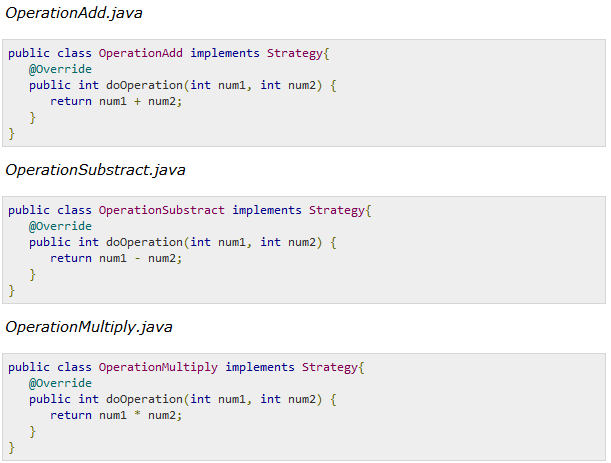 OperationAdd.java
public class OperationAdd implements Strategy{
   @Override
   public int doOperation(int num1, int num2) {
      return num1 + num2;
   }
}
OperationSubstract.java
public class OperationSubstract implements Strategy{
   @Override
   public int doOperation(int num1, int num2) {
      return num1 - num2;
   }
}
OperationMultiply.java
public class OperationMultiply implements Strategy{
   @Override
   public int doOperation(int num1, int num2) {
      return num1 * num2;
   }
}